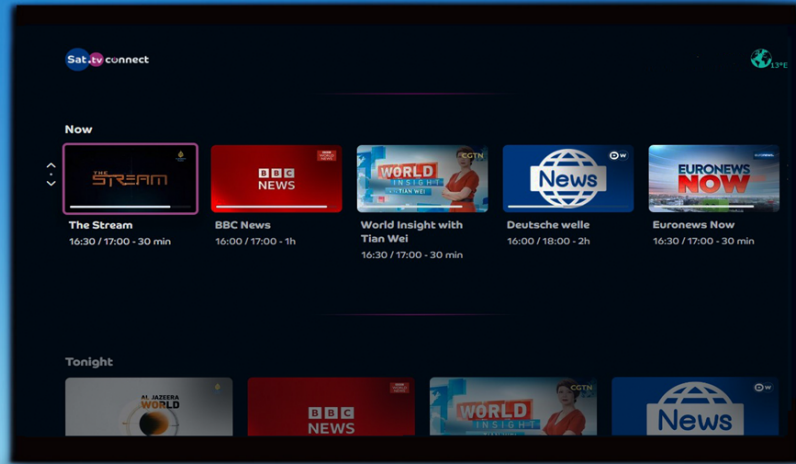 Sat.tv connect
13°E
Now
THE
STREAM
BBC
WORLD
NEWS
BBC
NEWS
CGTN
WORLD
INSIGHT
TIAN WEI
DW
News
EURONEWS
NOW
The Stream
16:30 / 17:00 - 30 min
BBC News
16:00 / 17:00 - 1h
World Insight with
Tian Wei
16:30 / 17:00 - 30 min
Deutsche welle
16:00 / 18:00 - 2h
Euronews Now
16:30 / 17:00 - 30 min
Tonight
AL JAZEERA
WORLD
BBC
NEWS
CGTN
WORLD
INSIGHT
DW
News